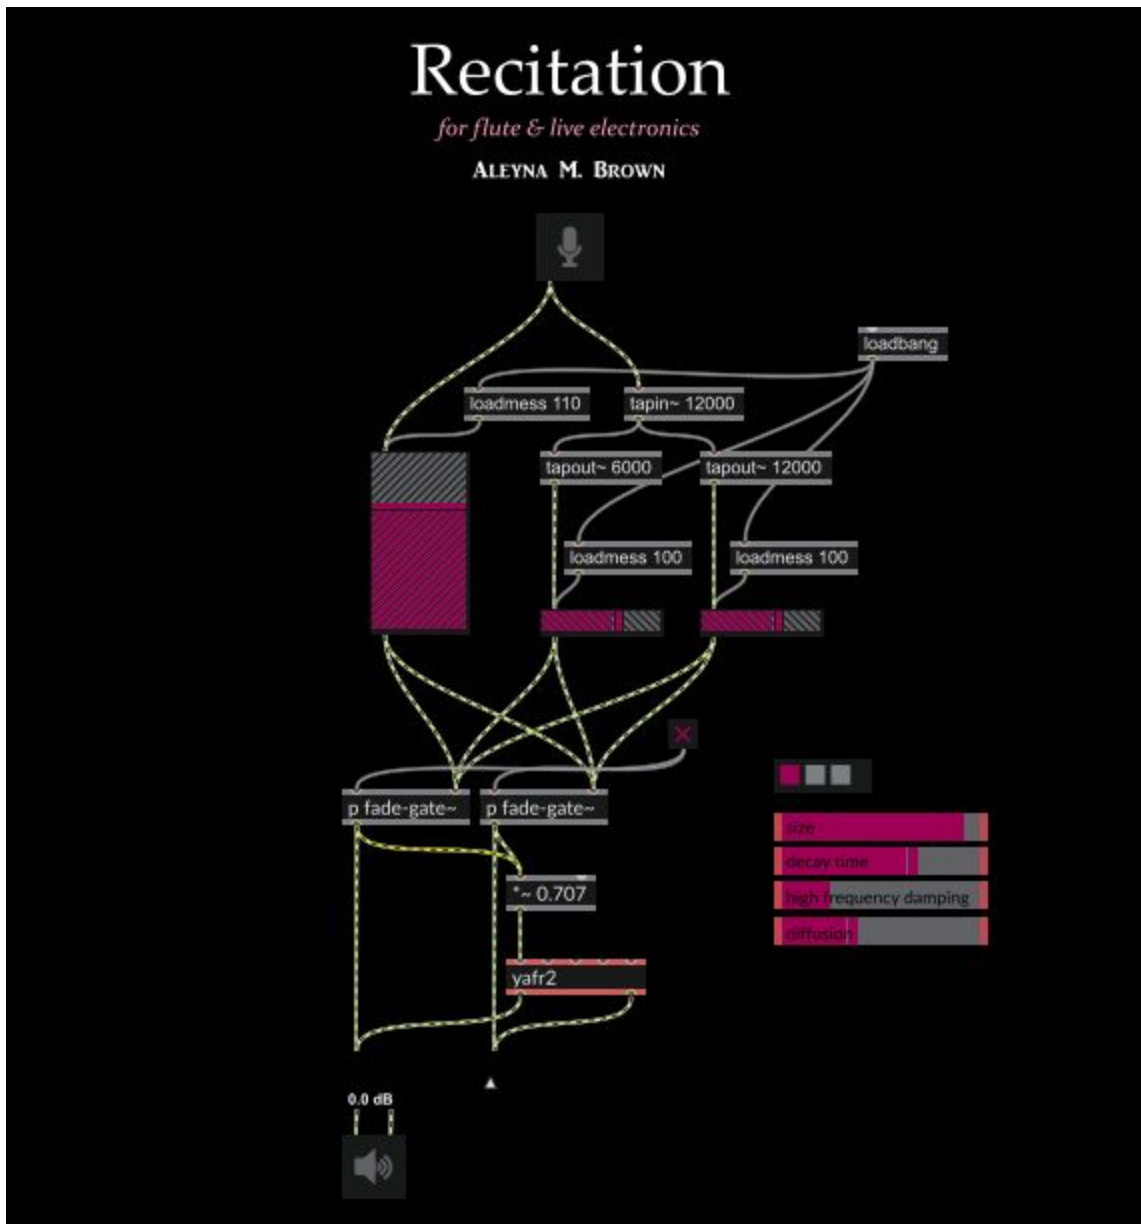 Recitation
for flute & live electronics
ALEYNA M. BROWN
loadbang
loadmess 110
tapin~ 12000
tapout~ 6000
tapout~ 12000
loadmess 100
loadmess 100
p fade-gate~
p fade-gate~
size
decay time
*~ 0.707
high frequency damping
diffusion
yafr2
0.0 dB